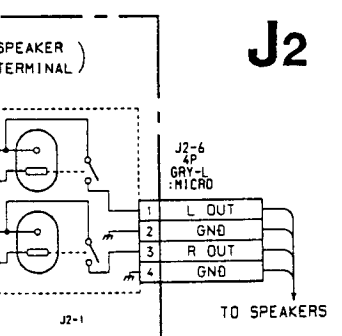 J2
SPEAKER
TERMINAL )
J2-6
4P
GRY-L
:MICRO
1 L OUT
2 GND
3 R OUT
4 GND
J2-1
TO SPEAKERS